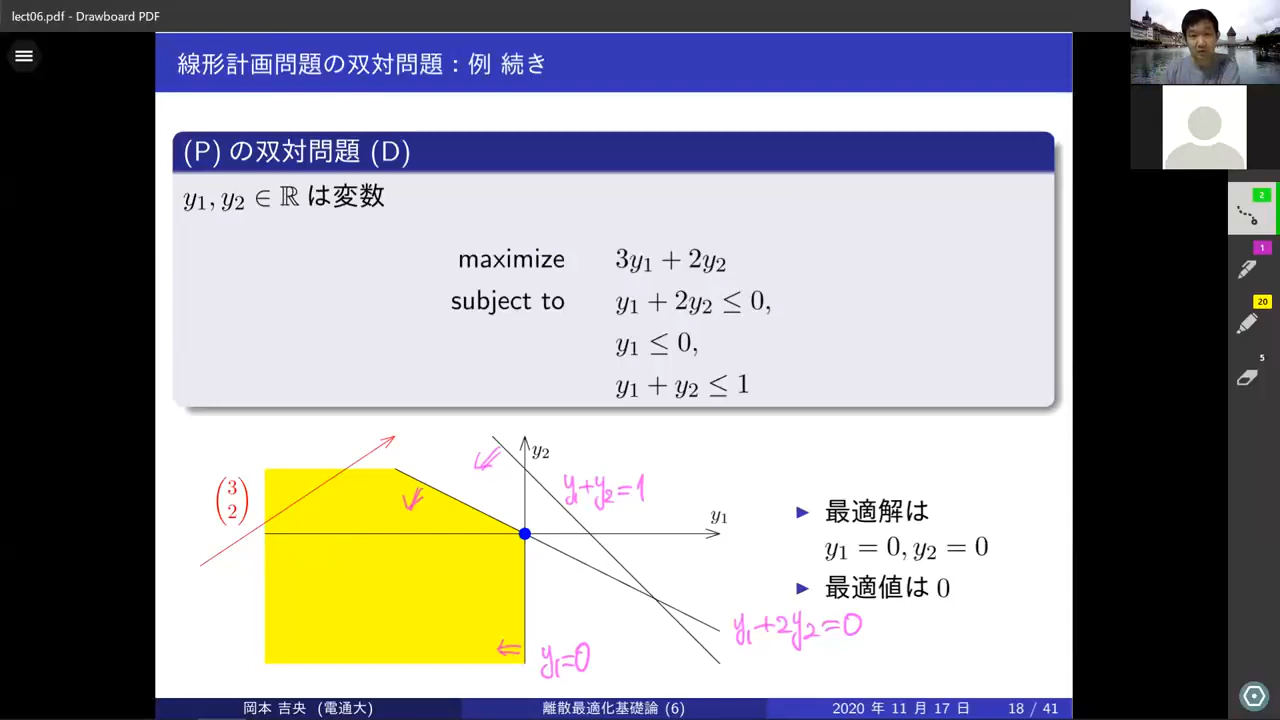 lect06.pdf - Drawboard PDF
線形計画問題の双対問題：例 続き
(P) の双対問題 (D)
y₁, y₂ ∈ ℝ は変数
maximize 3y₁ + 2y₂
subject to y₁ + 2y₂ ≤ 0,
y₁ ≤ 0,
y₁ + y₂ ≤ 1
(3 2)
y₂
y₁+y₂=1
y₁
y₁+2y₂=0
y₁=0
▶ 最適解は
y₁ = 0, y₂ = 0
▶ 最適値は 0
岡本 吉央 (電通大)
離散最適化基礎論 (6)
2020 年 11 月 17 日 18 / 41
2
1
20
5